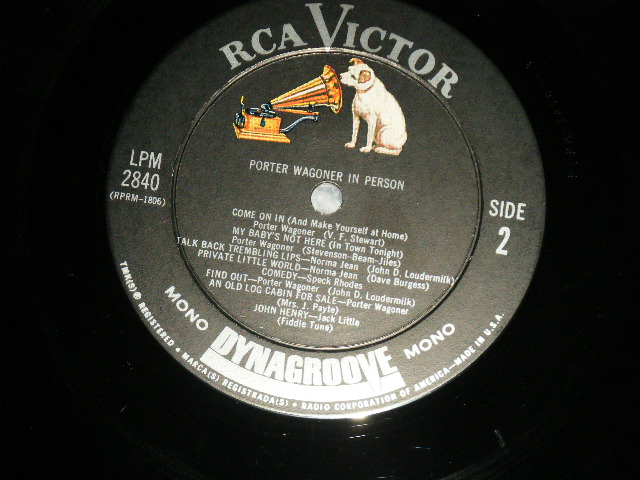 RCA VICTOR
PORTER WAGONER IN PERSON
LPM
2840
(RPRM-1806)
SIDE
2
COME ON IN (And Make Yourself at Home)
Porter Wagoner (V. F. Stewart)
MY BABY'S NOT HERE (In Town Tonight)
Porter Wagoner (Stevenson-Beam-Jiles)
TALK BACK TREMBLING LIPS—Norma Jean (John D. Loudermilk)
PRIVATE LITTLE WORLD—Norma Jean (Dave Burgess)
COMEDY—Speck Rhodes
FIND OUT—Porter Wagoner (John D. Loudermilk)
AN OLD LOG CABIN FOR SALE—Porter Wagoner
(Mrs. J. Payle)
JOHN HENRY—Jack Little
(Fiddle Tune)
MONO DYNAGROOVE MONO
TMK(S) ® REGISTERED • MARCA(S) REGISTRADA(S) • RADIO CORPORATION OF AMERICA—MADE IN U.S.A.